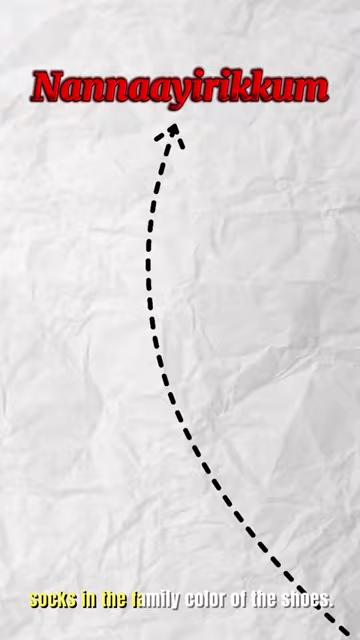 Nannaayirikkum
socks in the family color of the shoes.